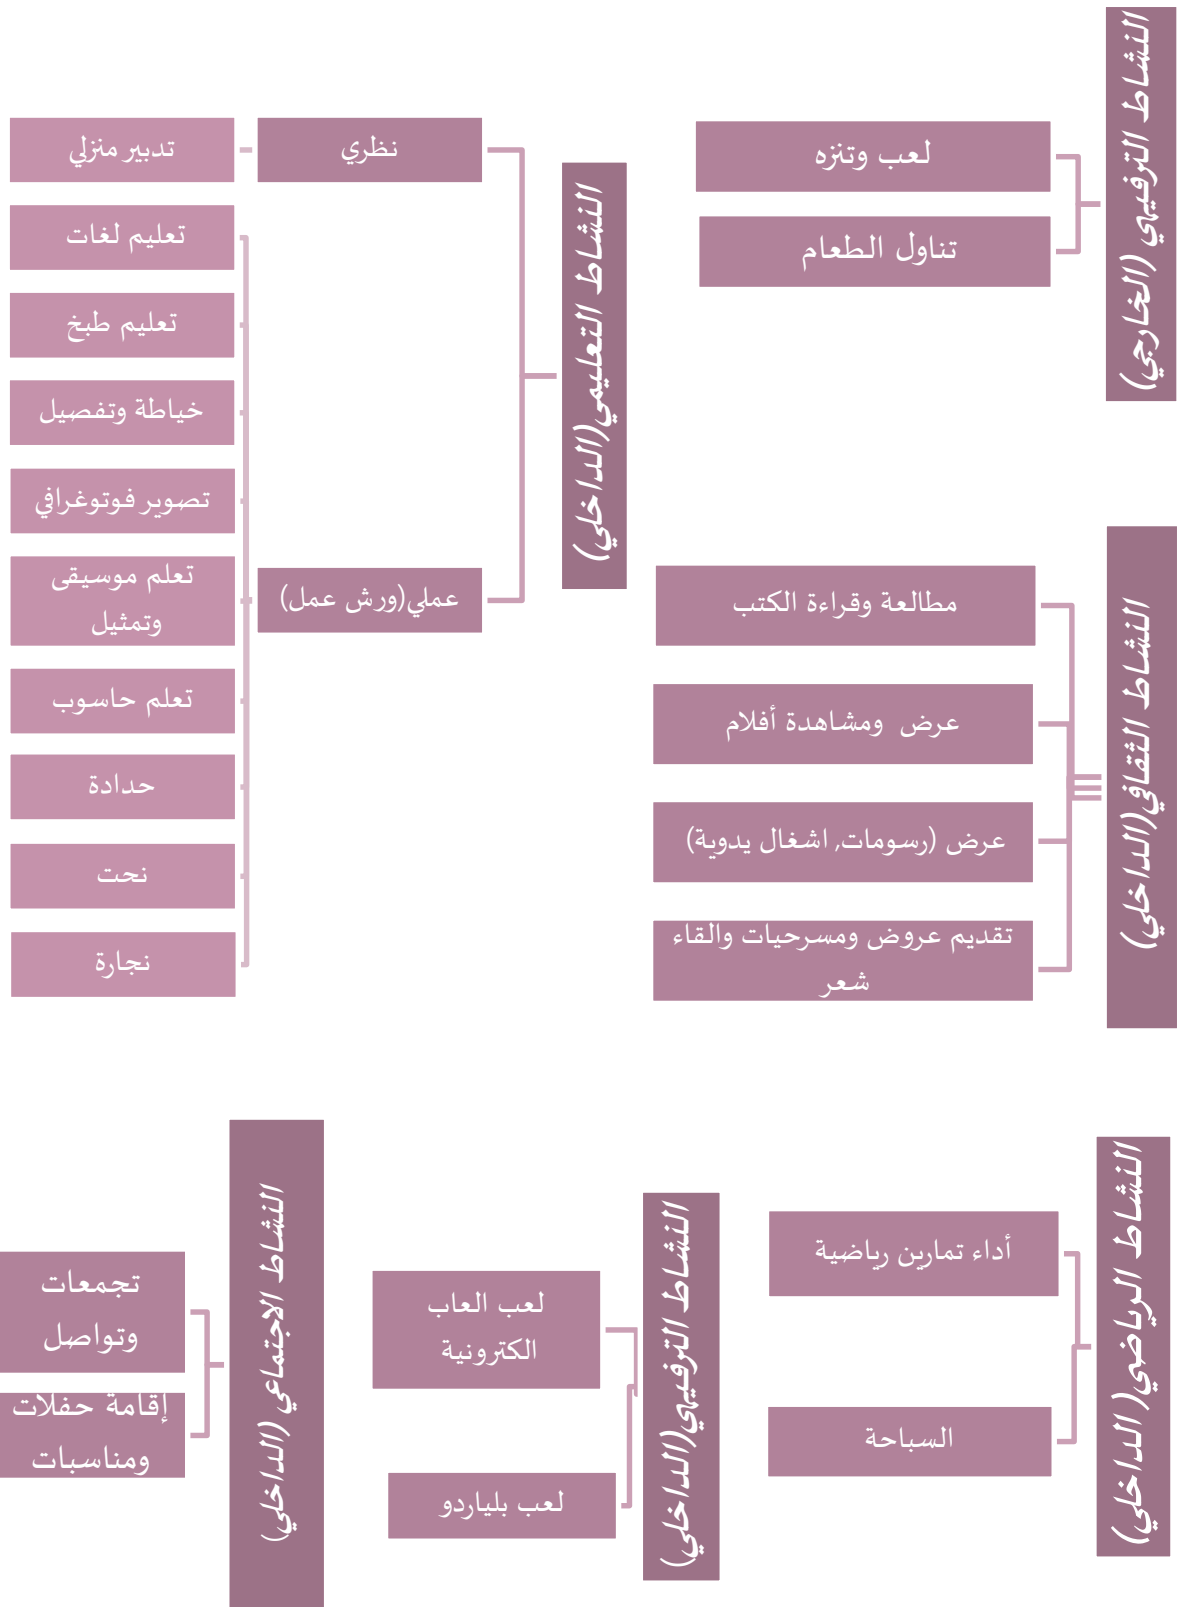 النشاط الترفيهي (الخارجي)
لعب وتنزه
تناول الطعام
النشاط التعليمي(الداخلي)
نظري
تدبير منزلي
عملي(ورش عمل)
تعليم لغات
تعليم طبخ
خياطة وتفصيل
تصوير فوتوغرافي
تعلم موسيقى
وتمثيل
تعلم حاسوب
حدادة
نحت
نجارة
النشاط الثقافي(الداخلي)
مطالعة وقراءة الكتب
عرض ومشاهدة أفلام
عرض (رسومات, اشغال يدوية)
تقديم عروض ومسرحيات والقاء
شعر
النشاط الرياضي( الداخلي)
أداء تمارين رياضية
السباحة
النشاط الترفيهي(الداخلي)
لعب العاب
الكترونية
لعب بلياردو
النشاط الاجتماعي (الداخلي)
تجمعات
وتواصل
إقامة حفلات
ومناسبات